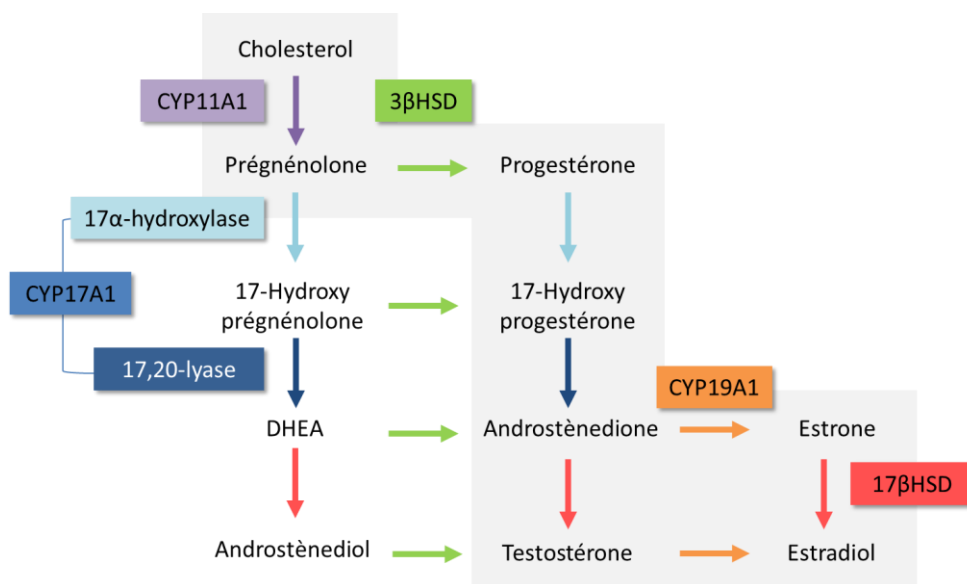 Cholesterol
CYP11A1
3βHSD
Prégnénolone
Progestérone
17α-hydroxylase
CYP17A1
17-Hydroxy
prégnénolone
17-Hydroxy
progestérone
17,20-lyase
CYP19A1
DHEA
Androstènedione
Estrone
17βHSD
Androstènediol
Testostérone
Estradiol